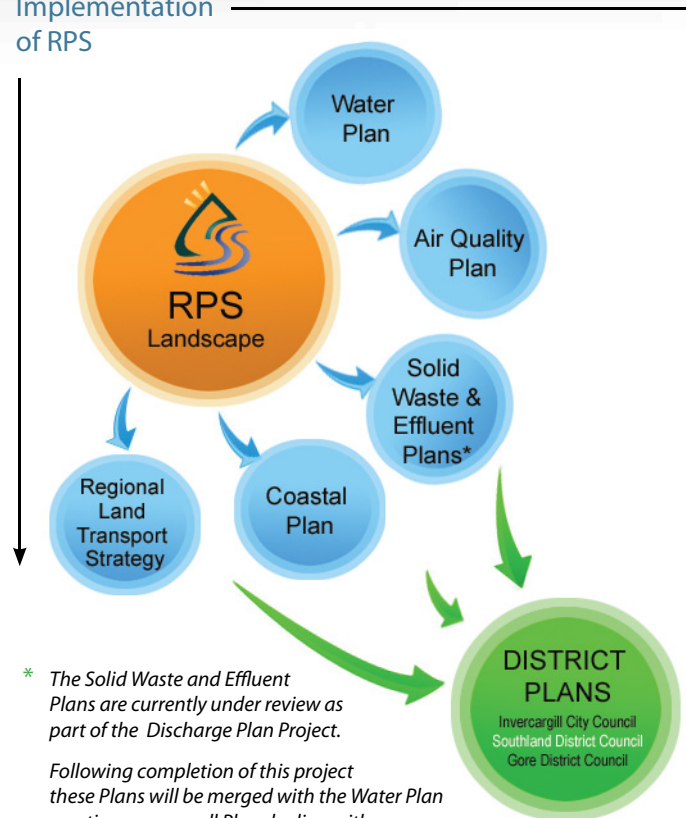 Implementation
of RPS
Water
Plan
Air Quality
Plan
RPS
Landscape
Solid
Waste &
Effluent
Plans*
Regional
Land
Transport
Strategy
Coastal
Plan
DISTRICT
PLANS
Invercargill City Council
Southland District Council
Gore District Council
* The Solid Waste and Effluent
Plans are currently under review as
part of the Discharge Plan Project.
Following completion of this project
these Plans will be merged with the Water Plan